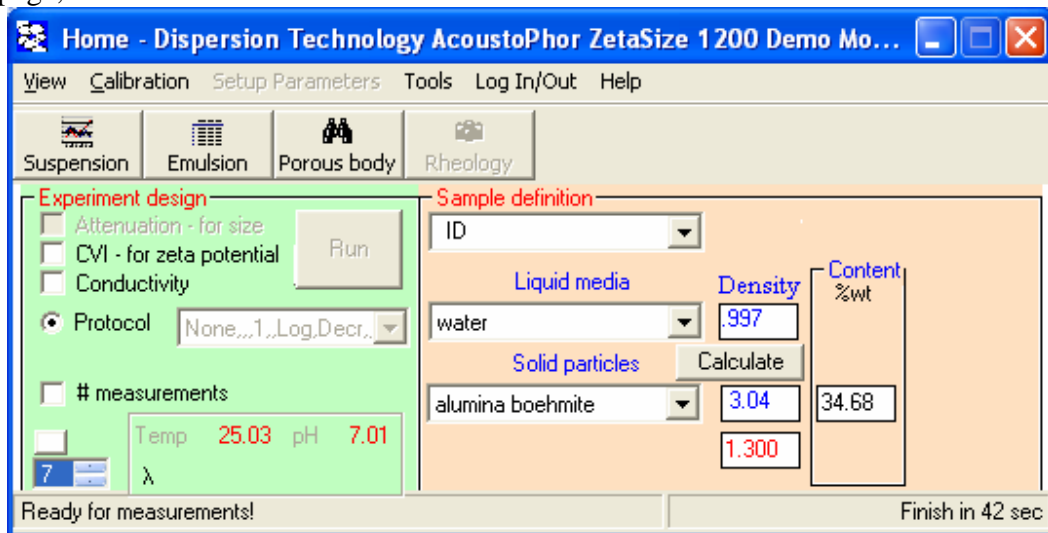 Home - Dispersion Technology AcoustoPhor ZetaSize 1200 Demo Mo...
View Calibration Setup Parameters Tools Log In/Out Help
Suspension Emulsion Porous body Rheology
Experiment design
Attenuation - for size
CVI - for zeta potential
Conductivity
Run
Protocol None,,,1,,Log,Decr,,
# measurements
Temp 25.03 pH 7.01
7
λ
Sample definition
ID
Liquid media Density
water .997
Solid particles Calculate
alumina boehmite 3.04
1.300
Content
%wt
34.68
Ready for measurements! Finish in 42 sec